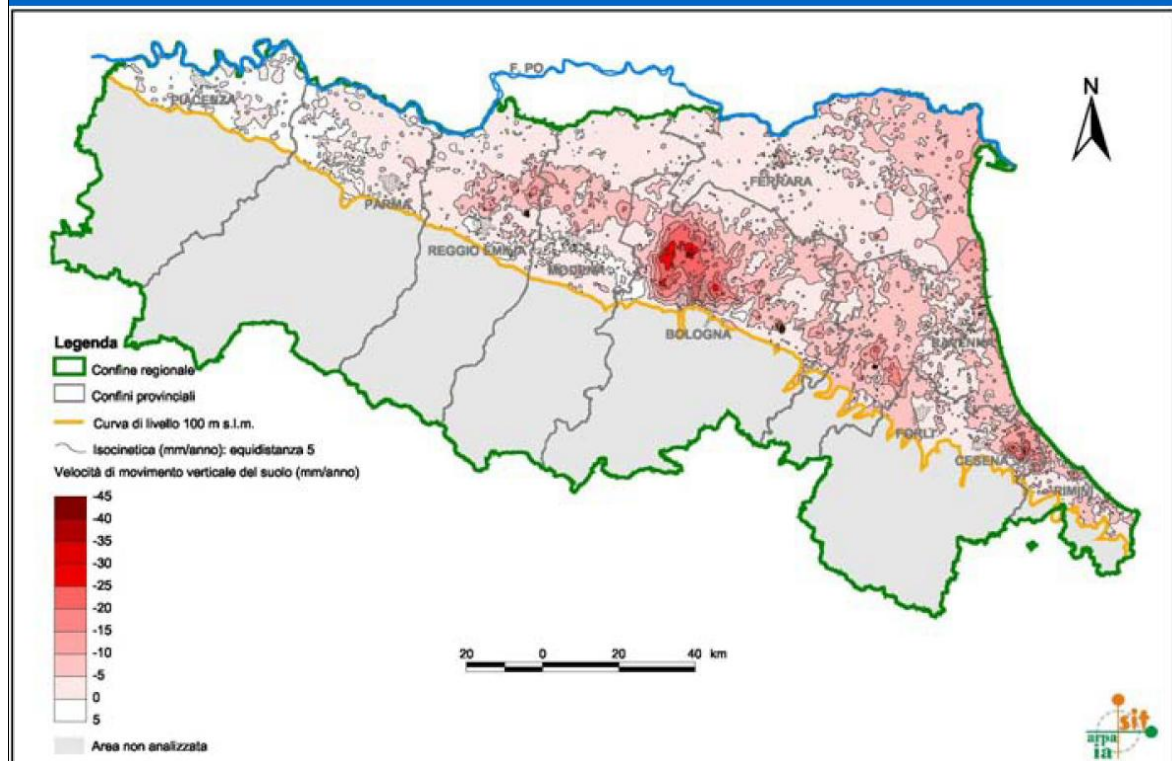 F. PO
N
PIACENZA
FERRARA
PARMA
REGGIO EMILIA
MODENA
BOLOGNA
RAVENNA
FORLI'
CESENA
RIMINI
Legenda
Confine regionale
Confini provinciali
Curva di livello 100 m s.l.m.
Isocinetica (mm/anno): equidistanza 5
Velocità di movimento verticale del suolo (mm/anno)
-45
-40
-35
-30
-25
-20
-15
-10
-5
0
5
Area non analizzata
20 0 20 40 km
sit
arpa
ia